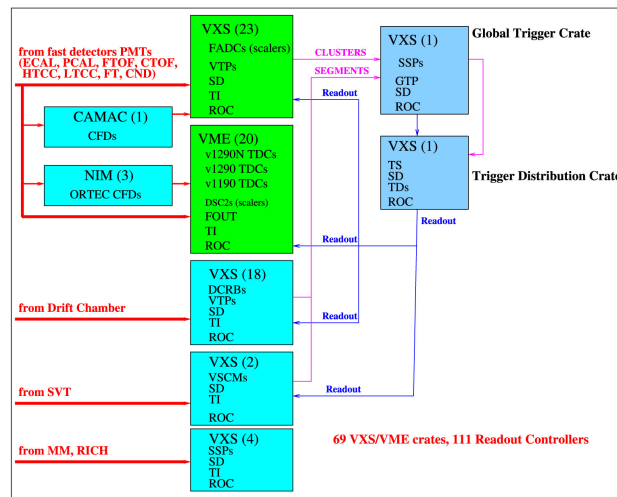 from fast detectors PMTs
(ECAL, PCAL, FTOF, CTOF,
HTCC, LTCC, FT, CND)
CAMAC (1)
CFDs
NIM (3)
ORTEC CFDs
VXS (23)
FADCs (scalers)
VTPs
SD
TI
ROC
VME (20)
v1290N TDCs
v1290 TDCs
v1190 TDCs
DSC2s (scalers)
FOUT
TI
ROC
CLUSTERS
SEGMENTS
Readout
VXS (1)
SSPs
GTP
SD
ROC
Global Trigger Crate
VXS (1)
TS
SD
TDs
ROC
Trigger Distribution Crate
Readout
from Drift Chamber
VXS (18)
DCRBs
VTPs
SD
TI
ROC
Readout
from SVT
VXS (2)
VSCMs
SD
TI
ROC
Readout
from MM, RICH
VXS (4)
SSPs
SD
TI
ROC
69 VXS/VME crates, 111 Readout Controllers